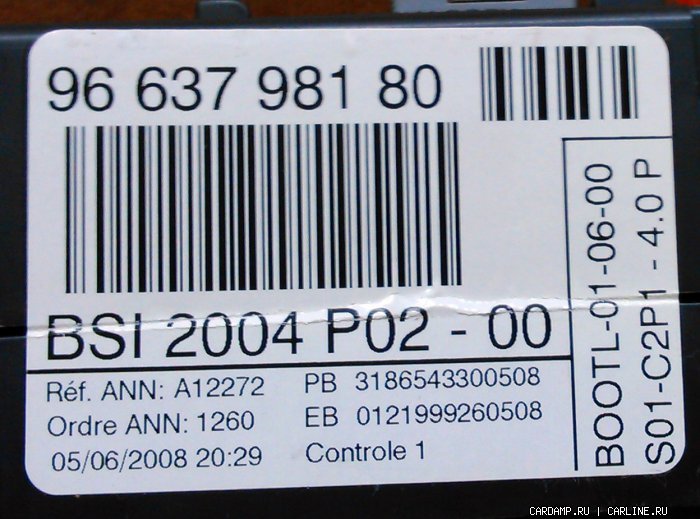 96 637 981 80
BSI 2004 P02 - 00
Réf. ANN: A12272
Ordre ANN: 1260
05/06/2008 20:29
PB 3186543300508
EB 0121999260508
Controle 1
BOOTL-01-06-00
S01-C2P1 - 4.0 P
CARDAMP.RU | CARLINE.RU